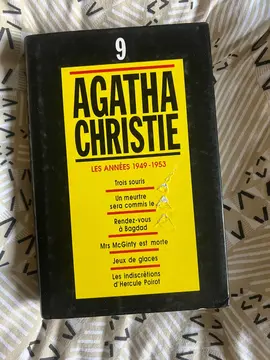 9
AGATHA
CHRISTIE
LES ANNÉES 1949-1953
Trois souris
Un meurtre
sera commis le
Rendez-vous
à Bagdad
Mrs McGinty est morte
Jeux de glaces
Les indiscrétions
d'Hercule Poirot